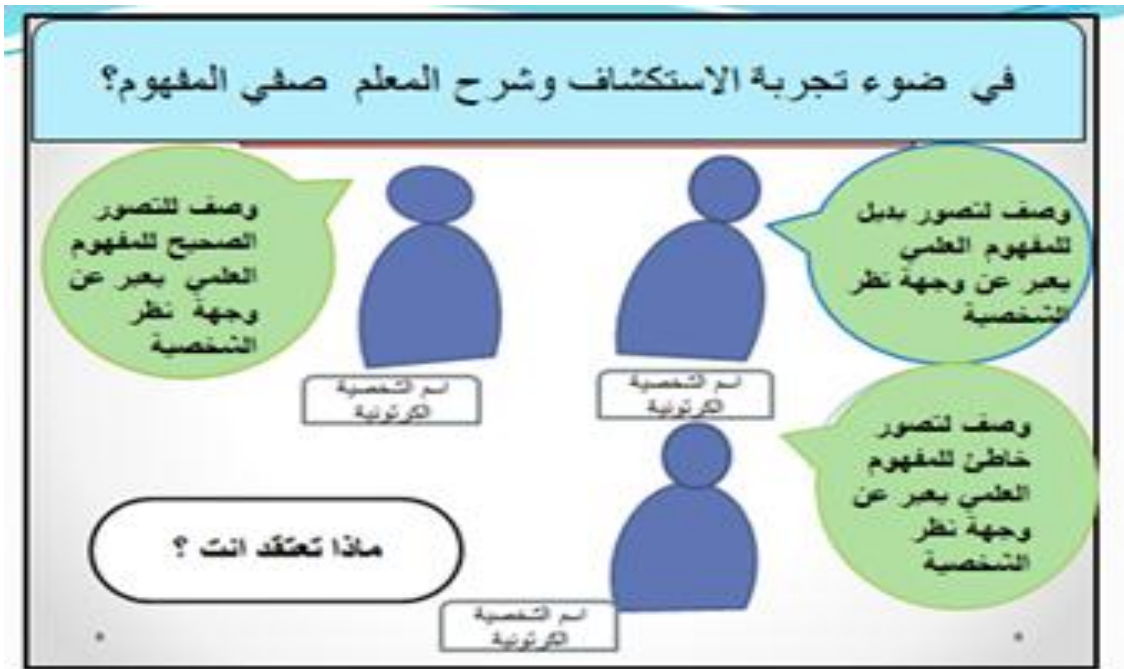 في ضوء تجربة الاستكشاف وشرح المعلم صفي المفهوم؟
وصف لتصور بديل
للمفهوم العلمي
يعبر عن وجهة نظر
الشخصية
وصف للتصور
الصحيح للمفهوم
العلمي يعبر عن
وجهة نظر
الشخصية
اسم الشخصية
الكرتونية
اسم الشخصية
الكرتونية
وصف لتصور
خاطئ للمفهوم
العلمي يعبر عن
وجهة نظر
الشخصية
ماذا تعتقد انت ؟
اسم الشخصية
الكرتونية